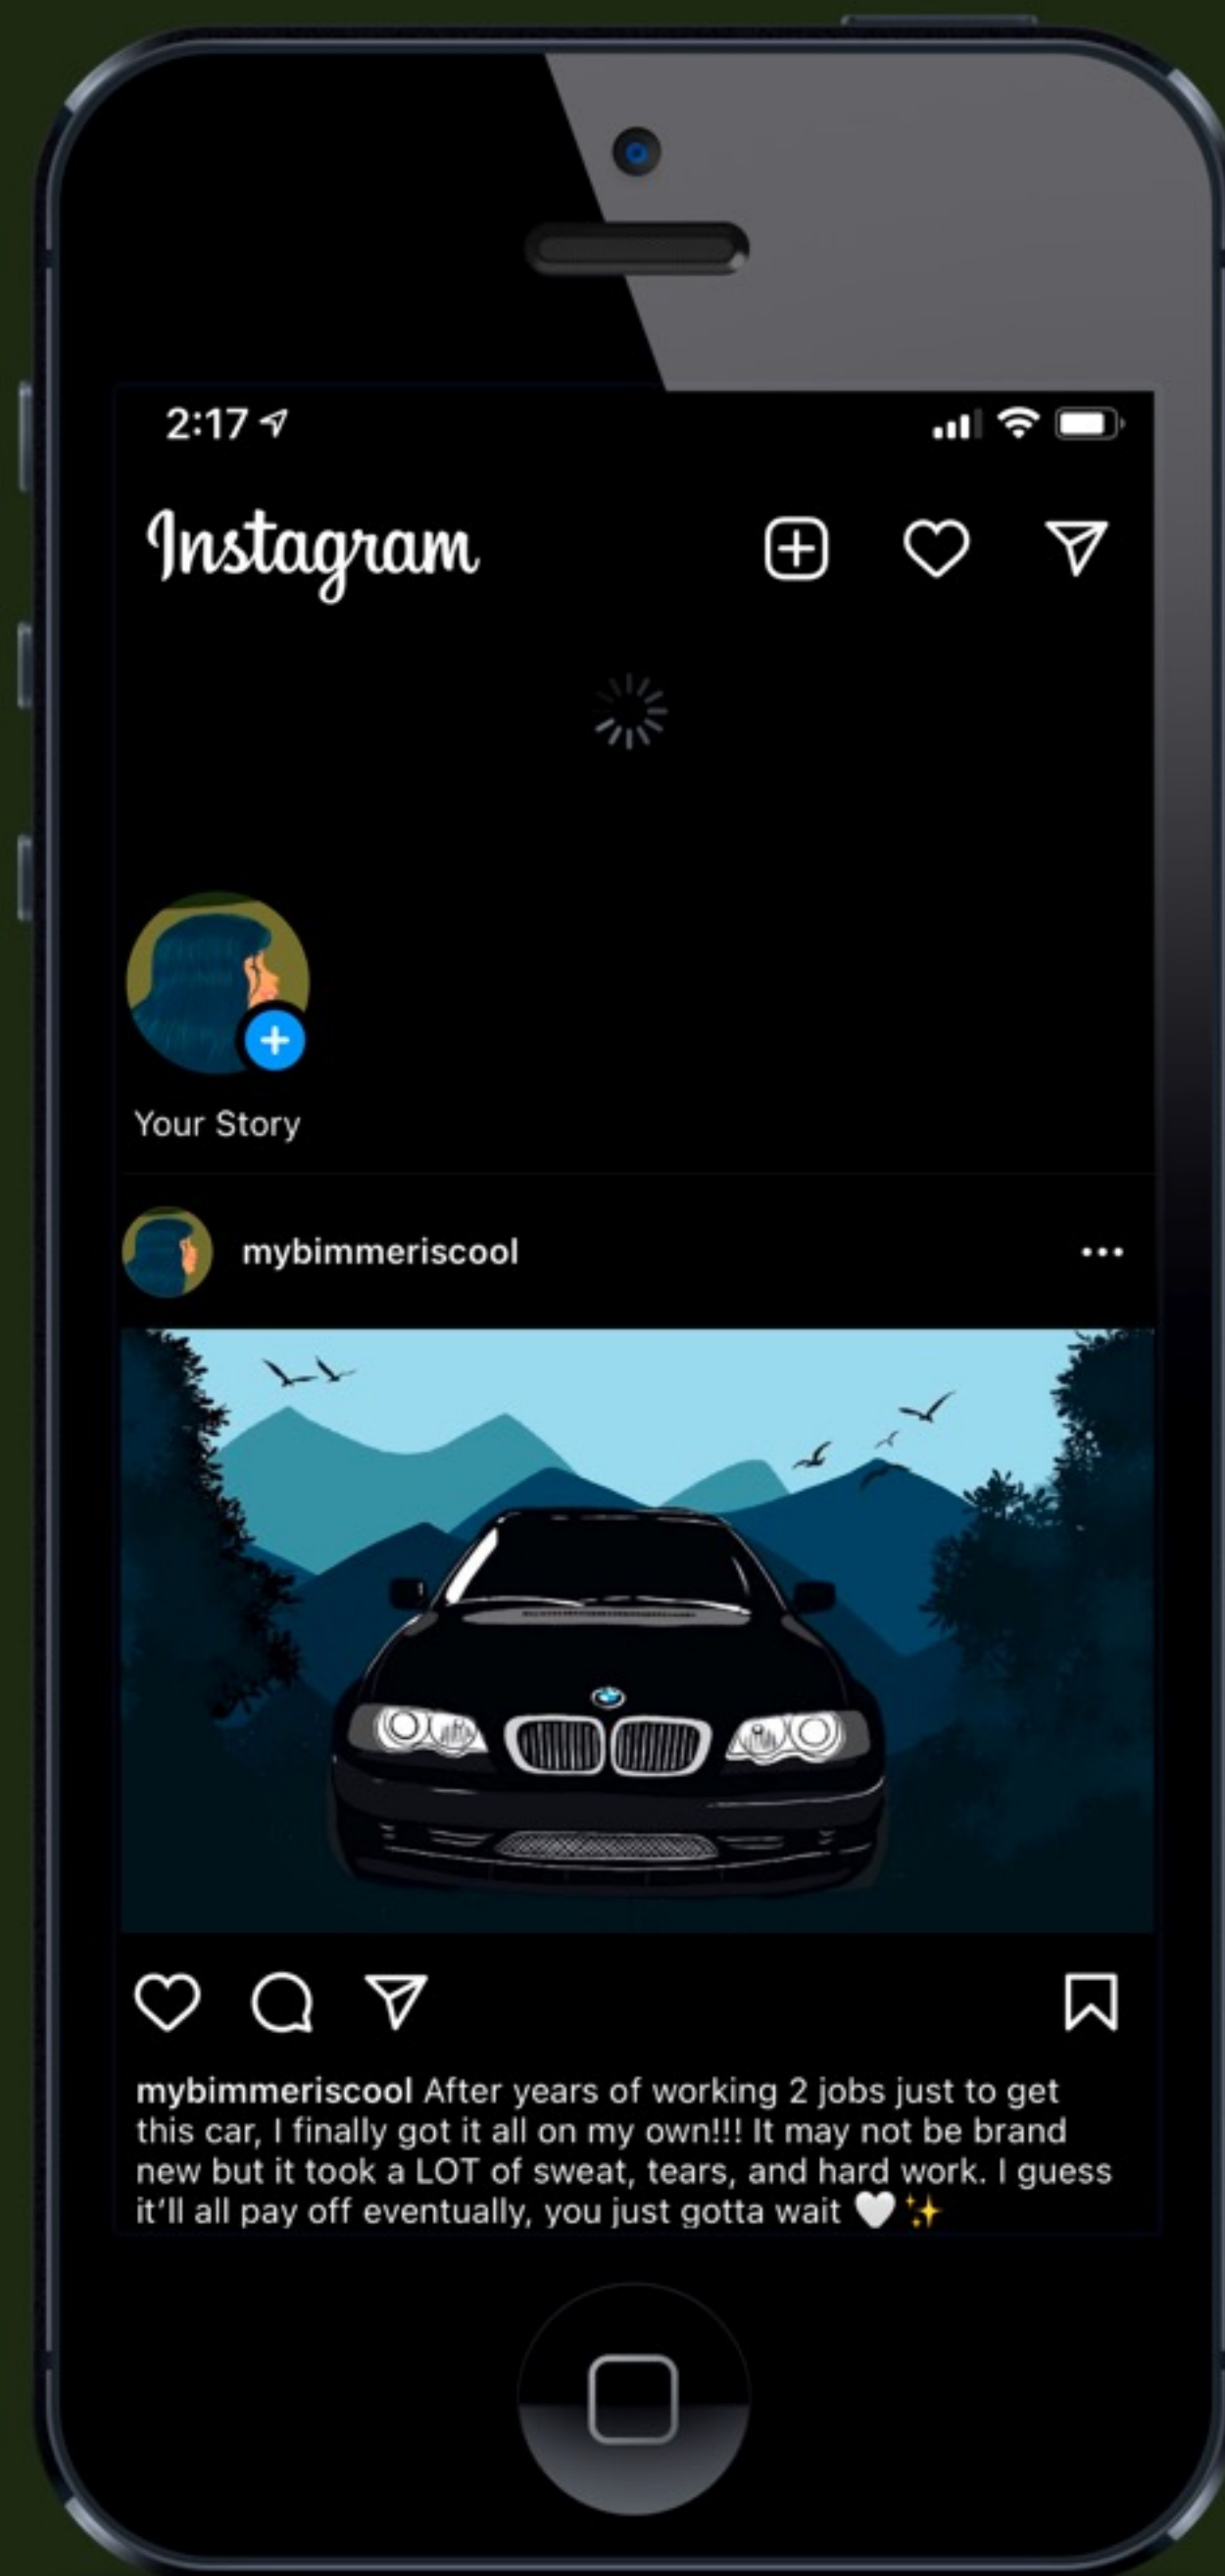 2:17
Instagram
Your Story
mybimmeriscool
mybimmeriscool After years of working 2 jobs just to get
this car, I finally got it all on my own!!! It may not be brand
new but it took a LOT of sweat, tears, and hard work. I guess
it’ll all pay off eventually, you just gotta wait 🤍✨